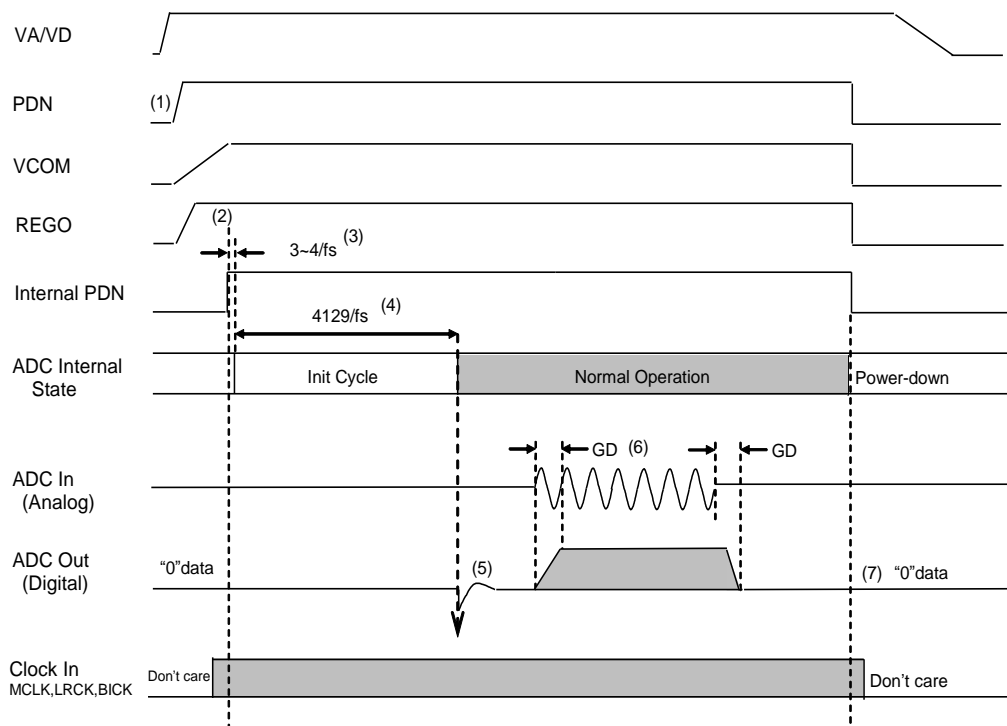 VA/VD
PDN
(1)
VCOM
REGO
(2)
3~4/fs
(3)
Internal PDN
4129/fs
(4)
ADC Internal
State
Init Cycle
Normal Operation
Power-down
GD
(6)
GD
ADC In
(Analog)
ADC Out
(Digital)
“0”data
(5)
(7)
“0”data
Clock In
MCLK,LRCK,BICK
Don’t care
Don’t care